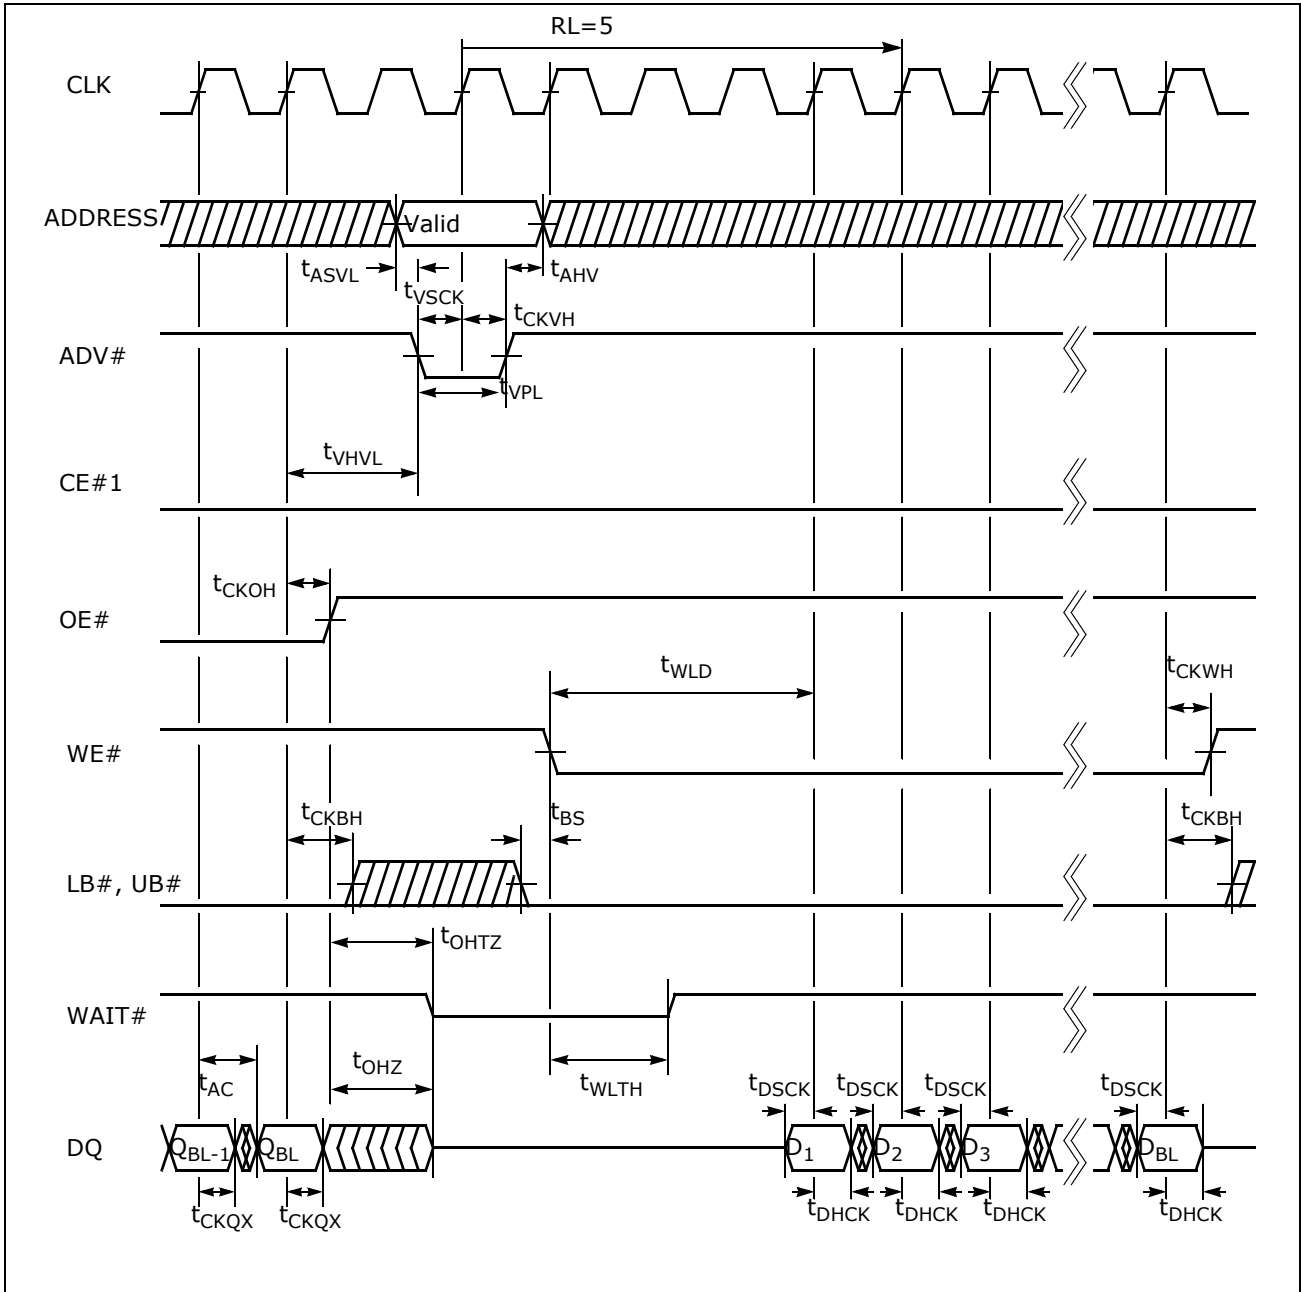 RL=5
CLK
ADDRESS
Valid
tASVL
tAHV
tVSCK
tCKVH
ADV#
tVPL
tVHVL
CE#1
tCKOH
OE#
tWLD
tCKWH
WE#
tCKBH
tBS
tCKBH
LB#, UB#
tOHTZ
WAIT#
tAC
tOHZ
tWLTH
tDSCK
tDSCK
tDSCK
tDSCK
DQ
QBL-1
QBL
D1
D2
D3
DBL
tCKQX
tCKQX
tDHCK
tDHCK
tDHCK
tDHCK